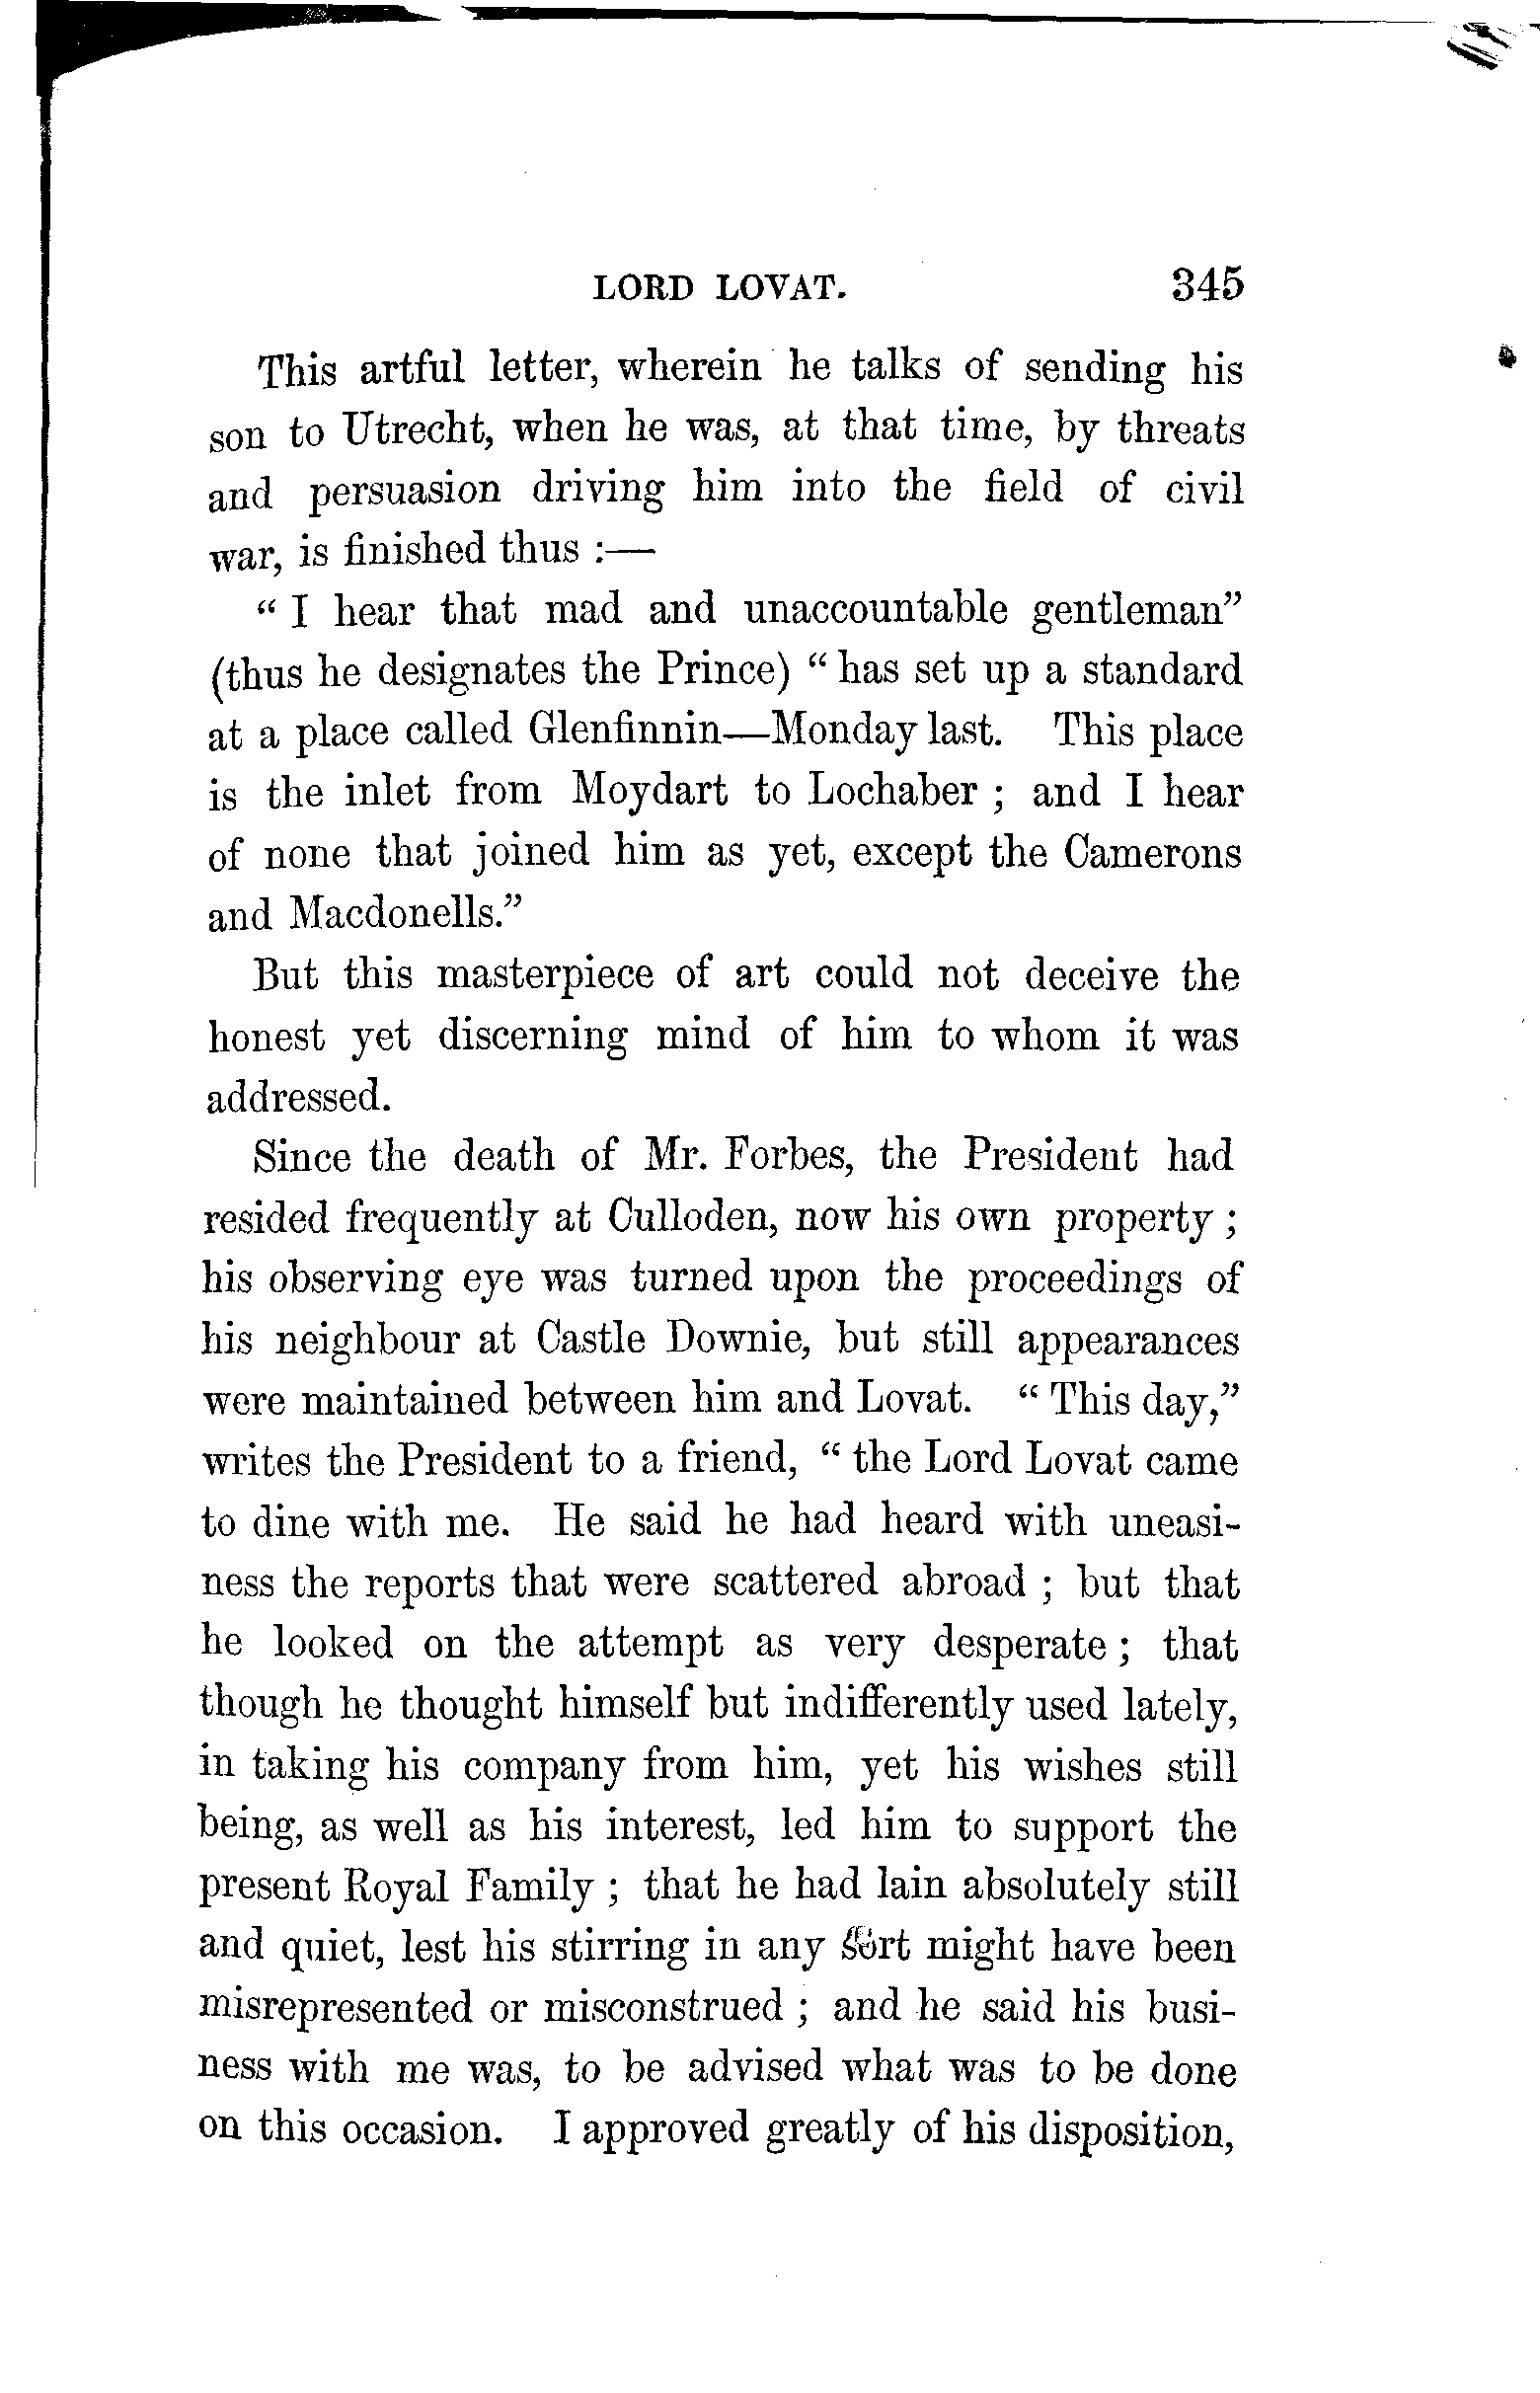 LORD LOVAT. 345
This artful letter, wherein he talks of sending his
son to Utrecht, when he was, at that time, by threats
and persuasion driving him into the field of civil
war, is finished thus :—
“ I hear that mad and unaccountable gentleman”
(thus he designates the Prince) “ has set up a standard
at a place called Glenfinnin—Monday last. This place
is the inlet from Moydart to Lochaber ; and I hear
of none that joined him as yet, except the Camerons
and Macdonells.”
But this masterpiece of art could not deceive the
honest yet discerning mind of him to whom it was
addressed.
Since the death of Mr. Forbes, the President had
resided frequently at Culloden, now his own property ;
his observing eye was turned upon the proceedings of
his neighbour at Castle Downie, but still appearances
were maintained between him and Lovat. “ This day,”
writes the President to a friend, “ the Lord Lovat came
to dine with me. He said he had heard with uneasi-
ness the reports that were scattered abroad ; but that
he looked on the attempt as very desperate ; that
though he thought himself but indifferently used lately,
in taking his company from him, yet his wishes still
being, as well as his interest, led him to support the
present Royal Family ; that he had lain absolutely still
and quiet, lest his stirring in any sort might have been
misrepresented or misconstrued ; and he said his busi-
ness with me was, to be advised what was to be done
on this occasion. I approved greatly of his disposition,